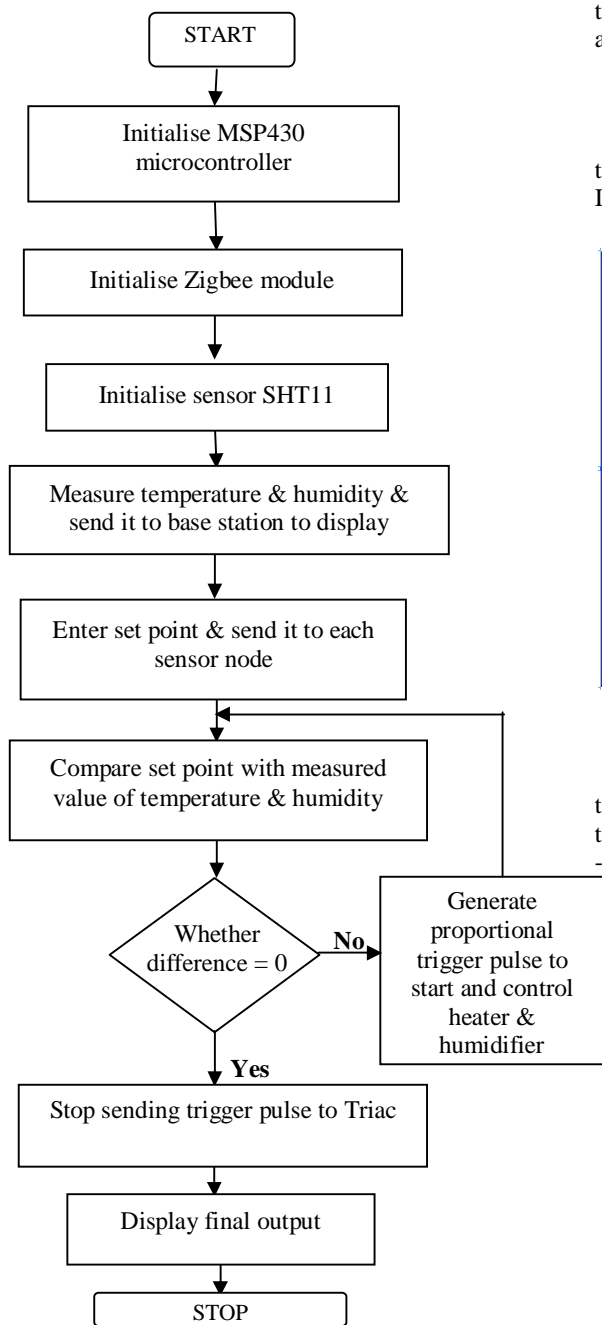 START
Initialise MSP430
microcontroller
Initialise Zigbee module
Initialise sensor SHT11
Measure temperature & humidity &
send it to base station to display
Enter set point & send it to each
sensor node
Compare set point with measured
value of temperature & humidity
Whether
difference = 0
No
Generate
proportional
trigger pulse to
start and control
heater &
humidifier
Yes
Stop sending trigger pulse to Triac
Display final output
STOP